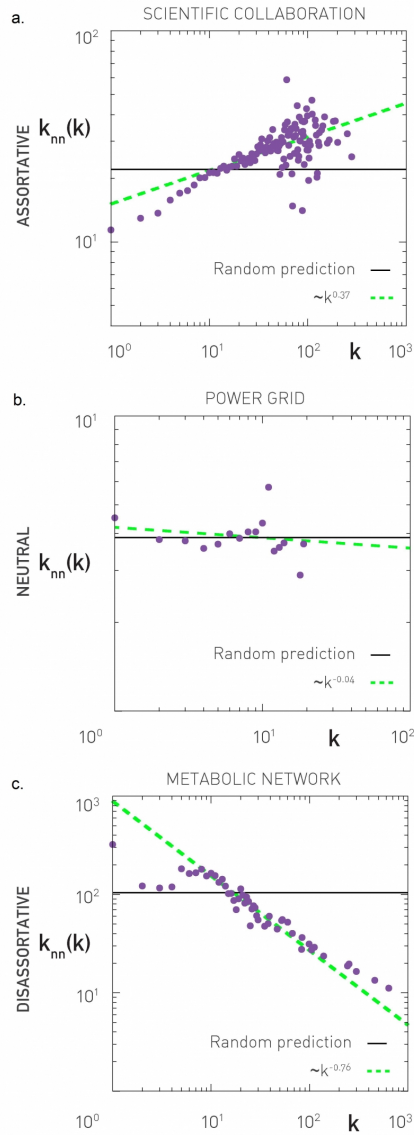 a.
SCIENTIFIC COLLABORATION
10²
k_nn(k)
ASSORTATIVE
10¹
Random prediction
~k^0.37
10⁰ 10¹ 10² 10³
k
b.
POWER GRID
10¹
k_nn(k)
NEUTRAL
Random prediction
~k^-0.04
10⁰ 10¹ 10²
k
c.
METABOLIC NETWORK
10³
10²
k_nn(k)
DISASSORTATIVE
10¹
Random prediction
~k^-0.76
10⁰ 10¹ 10² 10³
k